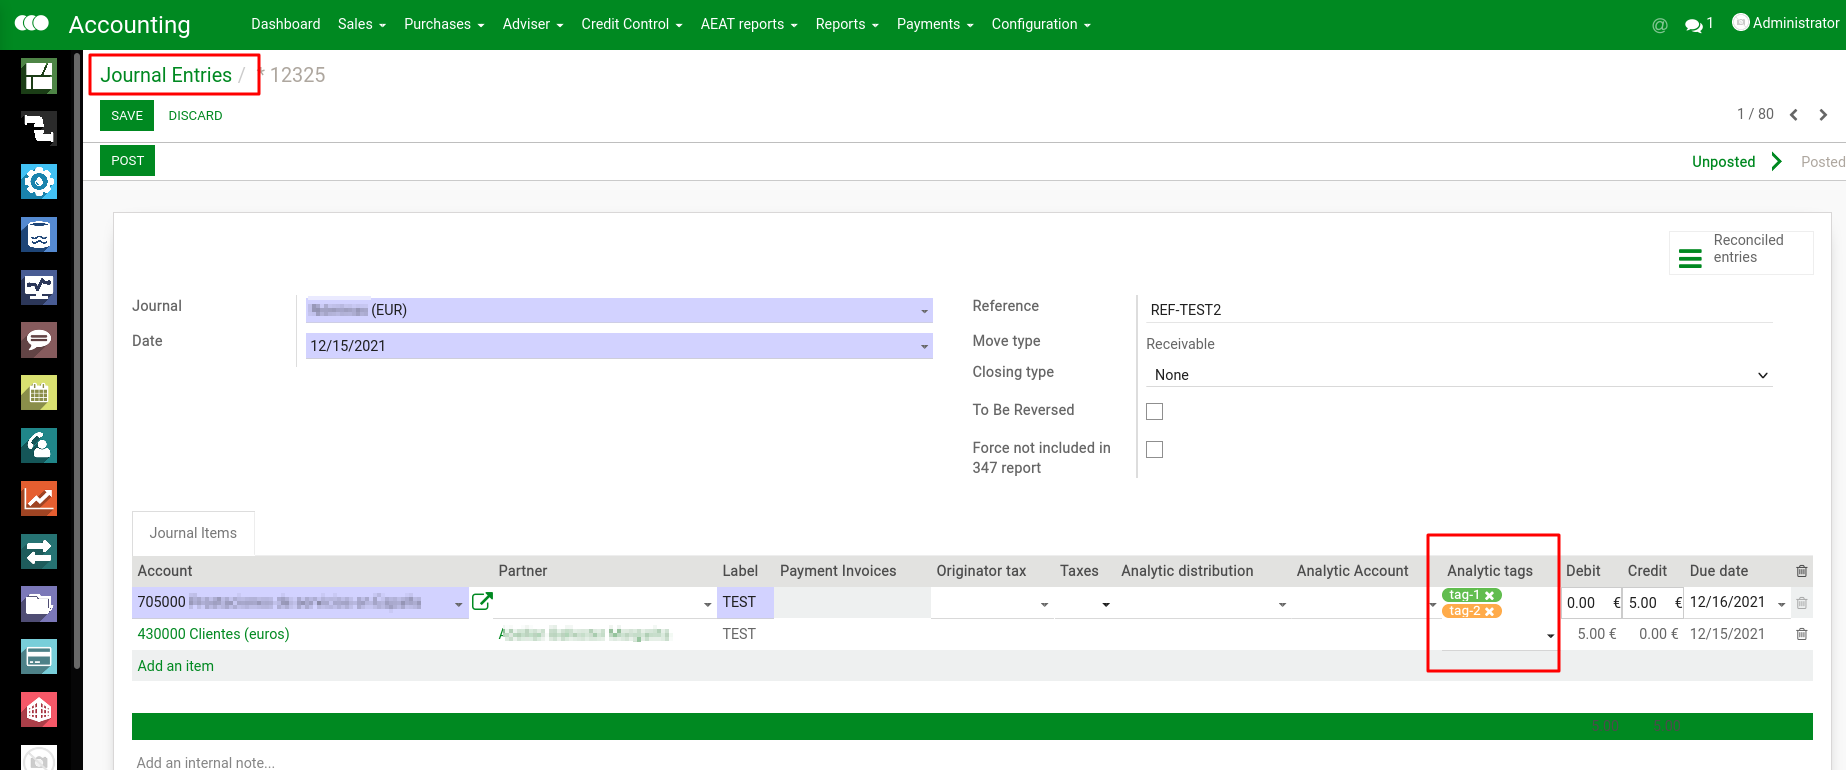 Accounting Dashboard Sales Purchases Adviser Credit Control AEAT reports Reports Payments Configuration @ 1 Administrator
Journal Entries / * 12325
SAVE DISCARD 1 / 80
POST Unposted Posted
Reconciled
entries
Journal (EUR) Reference REF-TEST2
Date 12/15/2021 Move type Receivable
Closing type None
To Be Reversed
Force not included in
347 report
Journal Items
Account Partner Label Payment Invoices Originator tax Taxes Analytic distribution Analytic Account Analytic tags Debit Credit Due date
705000 TEST tag-1 × tag-2 × 0.00 € 5.00 € 12/16/2021
430000 Clientes (euros) TEST 5.00 € 0.00 € 12/15/2021
Add an item
5.00 5.00
Add an internal note...